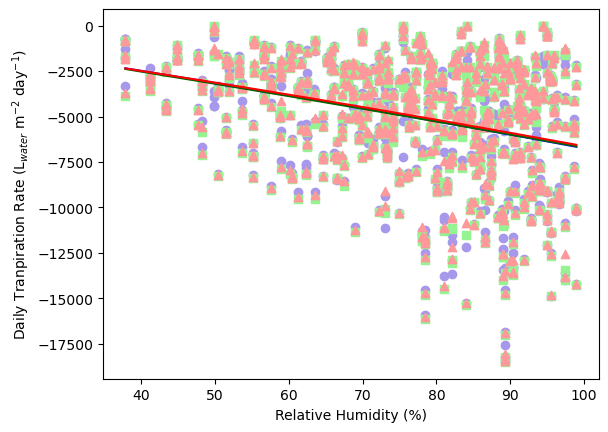 0
−2500
−5000
−7500
−10000
−12500
−15000
−17500
Daily Tranpiration Rate (L_water m⁻² day⁻¹)
40 50 60 70 80 90 100
Relative Humidity (%)